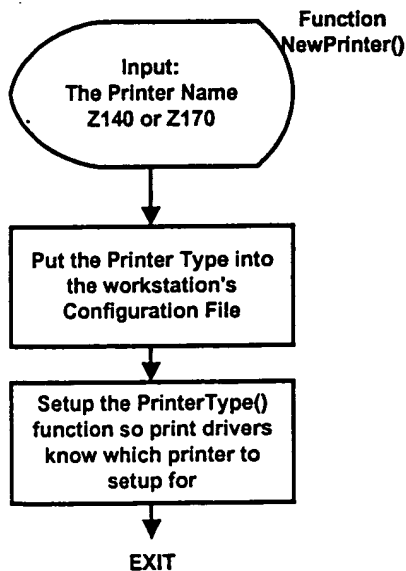 Function
NewPrinter()
Input:
The Printer Name
Z140 or Z170
Put the Printer Type into
the workstation's
Configuration File
Setup the PrinterType()
function so print drivers
know which printer to
setup for
EXIT